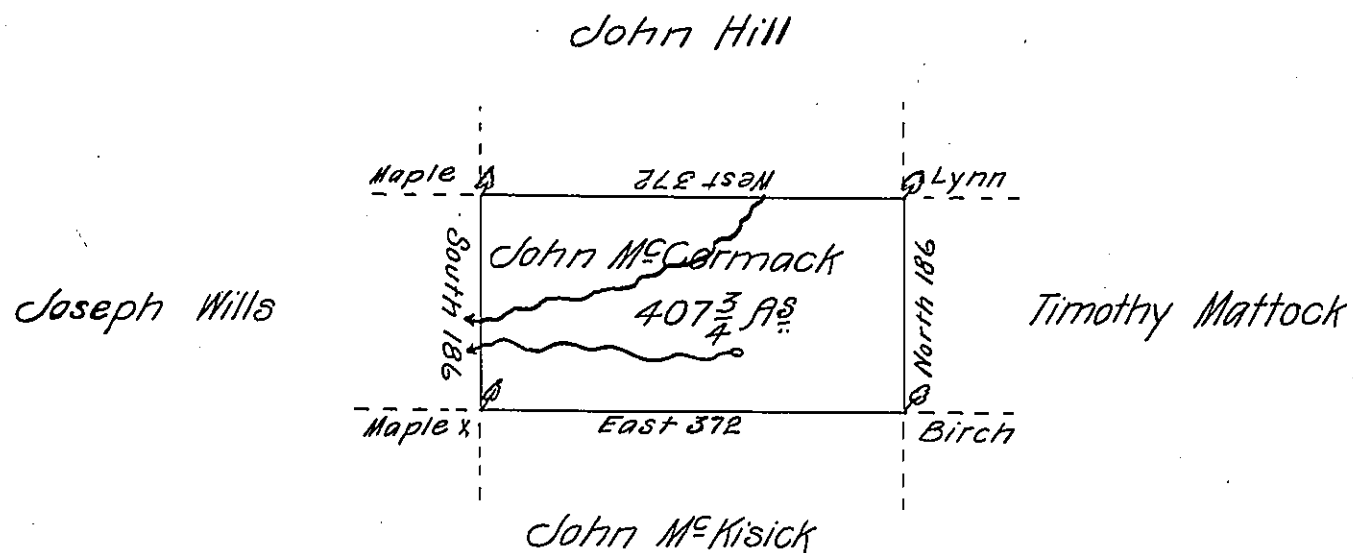 John Hill
Maple
West 372
Lynn
John McCormack
South 186
North 186
Joseph Wills
407 3/4 As
Timothy Mattock
Maple x
East 372
Birch
John McKisick